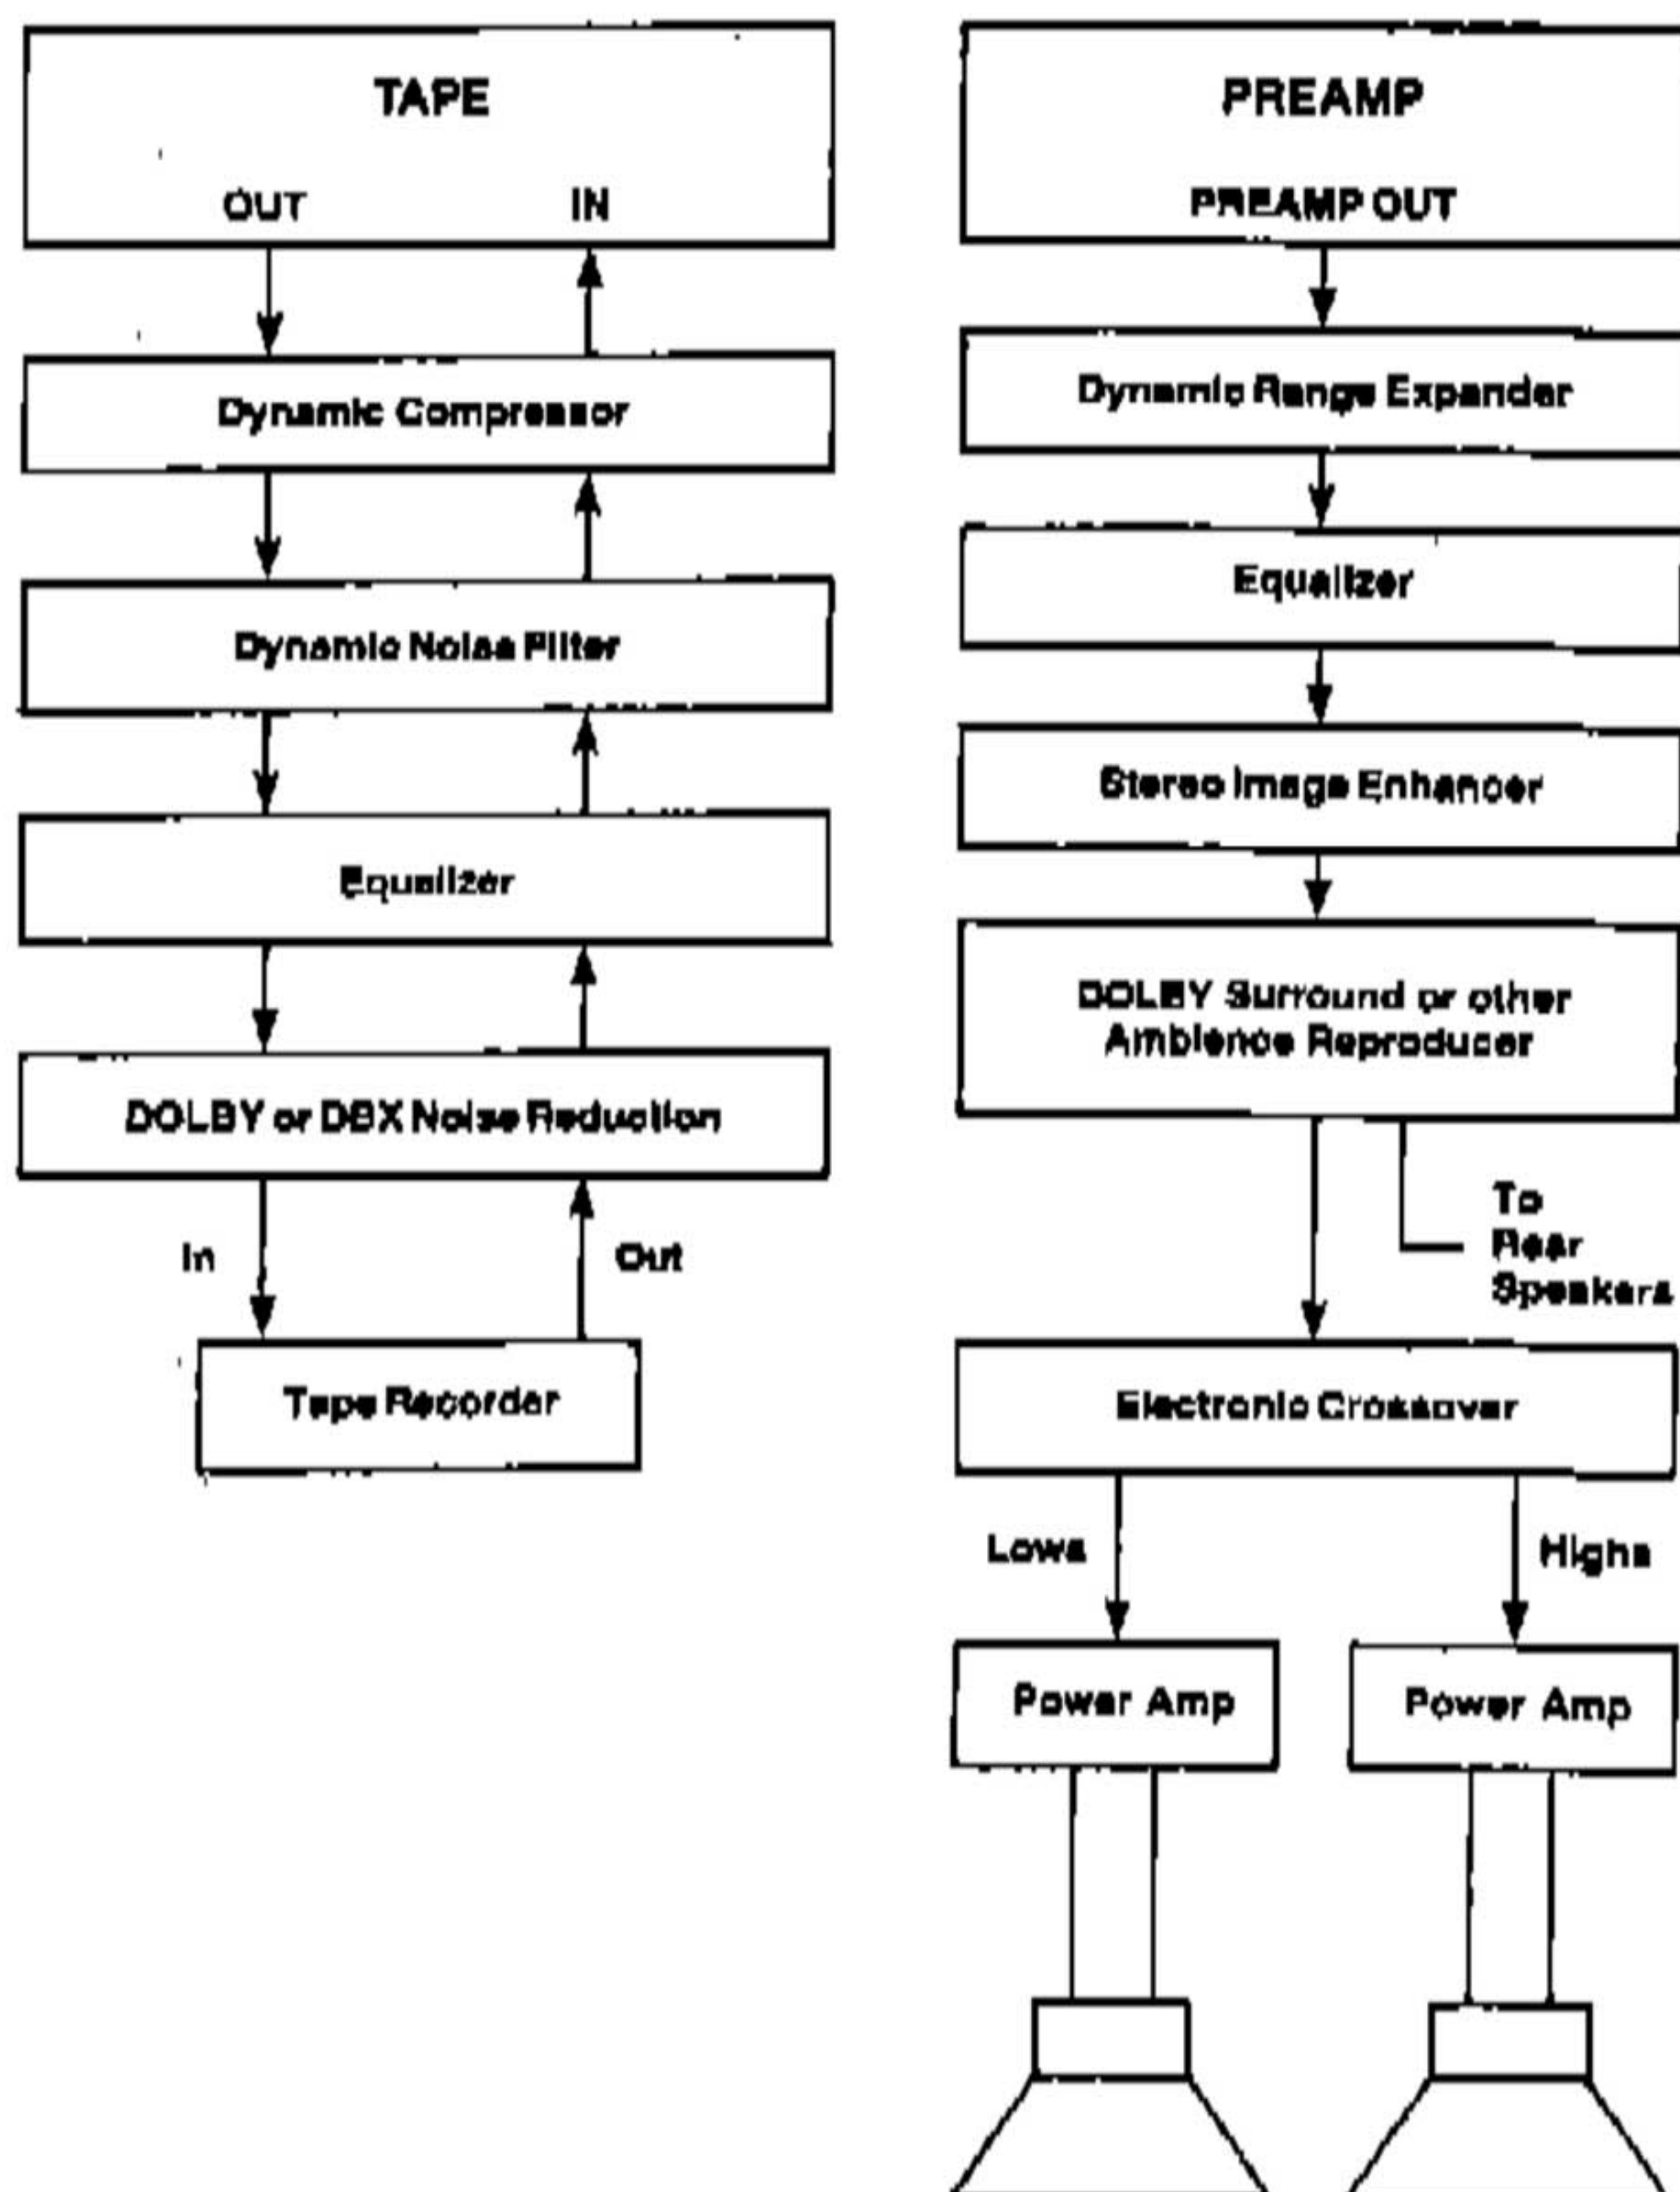 TAPE
OUT IN
Dynamic Compressor
Dynamic Noise Filter
Equalizer
DOLBY or DBX Noise Reduction
In Out
Tape Recorder
PREAMP
PREAMP OUT
Dynamic Range Expander
Equalizer
Stereo Image Enhancer
DOLBY Surround or other
Ambience Reproducer
To
Rear
Speakers
Electronic Crossover
Lows Highs
Power Amp Power Amp